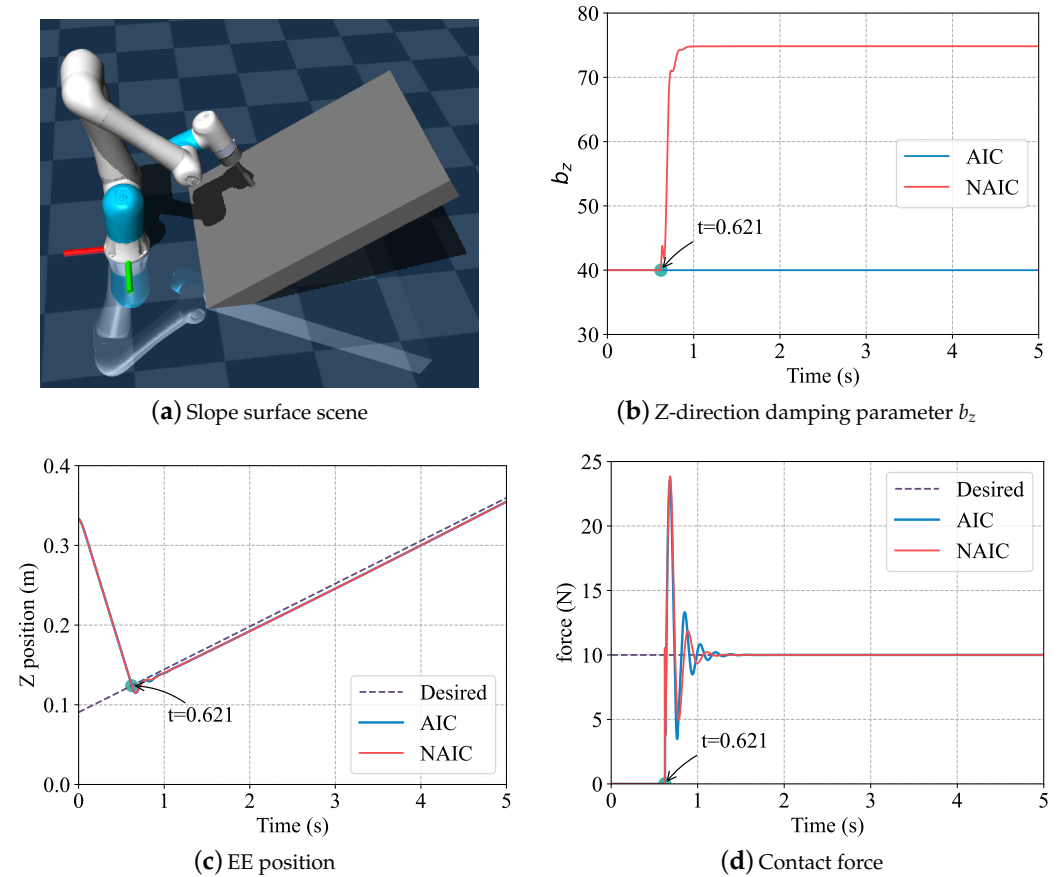 80
70
60
50
40
30
b_z
AIC
NAIC
t=0.621
0 1 2 3 4 5
Time (s)
(a) Slope surface scene
(b) Z-direction damping parameter b_z
0.4
0.3
0.2
0.1
0.0
Z position (m)
t=0.621
Desired
AIC
NAIC
0 1 2 3 4 5
Time (s)
(c) EE position
25
20
15
10
5
0
force (N)
Desired
AIC
NAIC
t=0.621
0 1 2 3 4 5
Time (s)
(d) Contact force